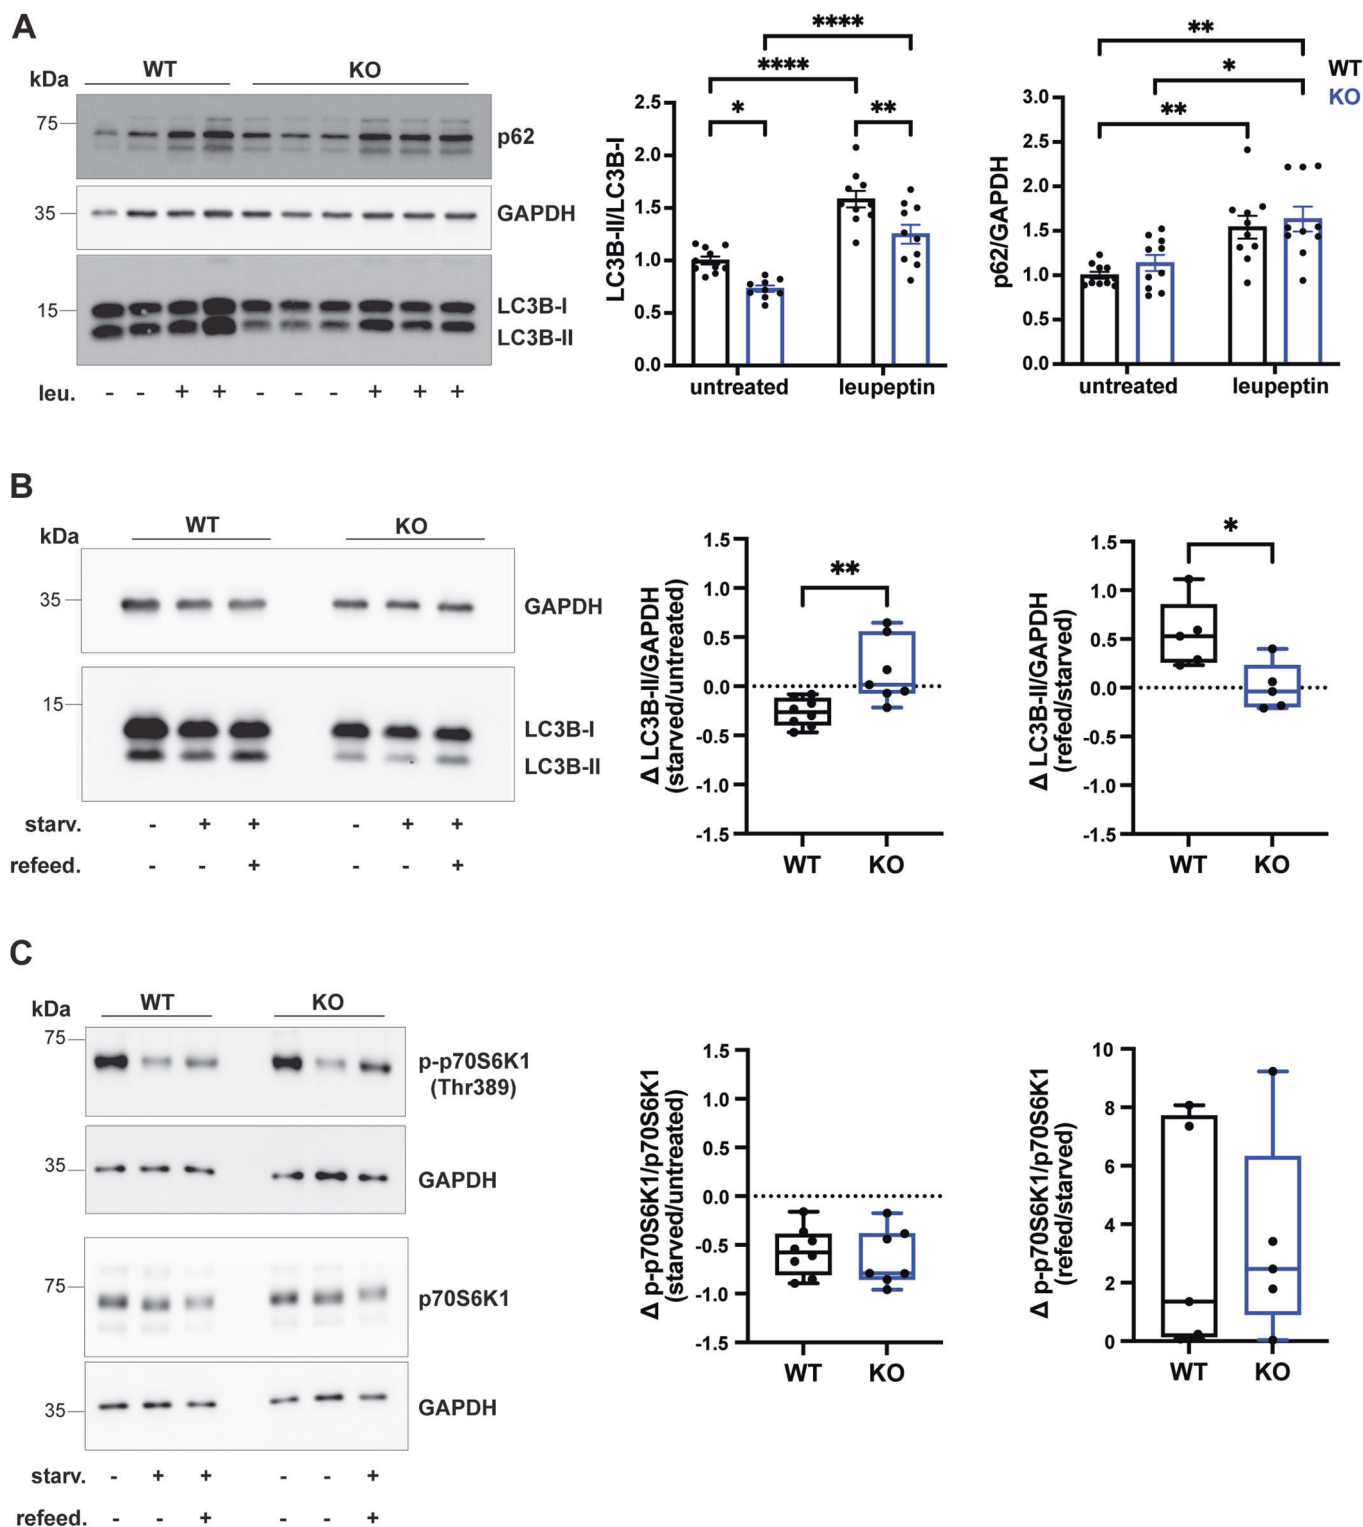 A
kDa
WT
KO
75
p62
35
GAPDH
15
LC3B-I
LC3B-II
leu. - - + + - - - + + +
LC3B-II/LC3B-I
2.5
2.0
1.5
1.0
0.5
0.0
* **** ** ****
untreated leupeptin
p62/GAPDH
3.0
2.5
2.0
1.5
1.0
0.5
0.0
** * **
untreated leupeptin
WT
KO
B
kDa
WT
KO
35
GAPDH
15
LC3B-I
LC3B-II
starv. - + + - + +
refeed. - - + - - +
Δ LC3B-II/GAPDH
(starved/untreated)
1.5
1.0
0.5
0.0
-0.5
-1.0
-1.5
**
WT KO
Δ LC3B-II/GAPDH
(refed/starved)
1.5
1.0
0.5
0.0
-0.5
-1.0
-1.5
*
WT KO
C
kDa
WT
KO
75
p-p70S6K1
(Thr389)
35
GAPDH
75
p70S6K1
35
GAPDH
starv. - + + - - +
refeed. - - + - - +
Δ p-p70S6K1/p70S6K1
(starved/untreated)
1.5
1.0
0.5
0.0
-0.5
-1.0
-1.5
WT KO
Δ p-p70S6K1/p70S6K1
(refed/starved)
10
8
6
4
2
0
WT KO